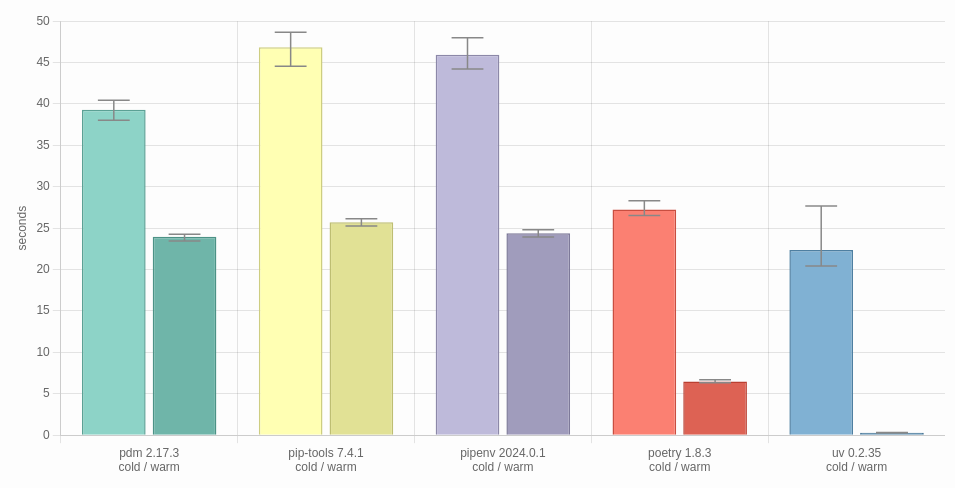 50
45
40
35
30
25
20
15
10
5
0
seconds
pdm 2.17.3
cold / warm
pip-tools 7.4.1
cold / warm
pipenv 2024.0.1
cold / warm
poetry 1.8.3
cold / warm
uv 0.2.35
cold / warm